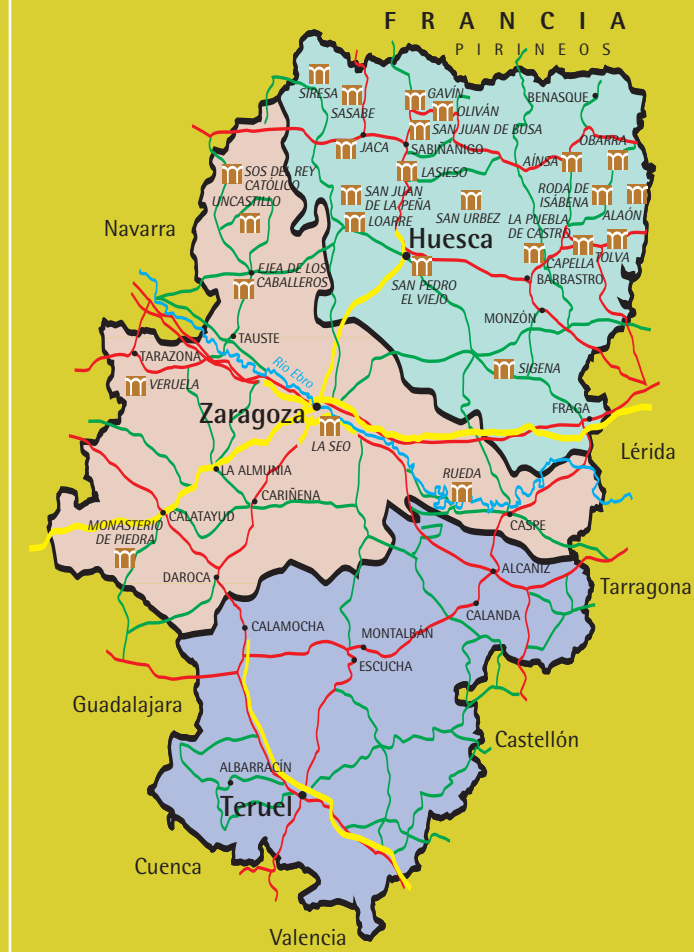 FRANCIA
PIRINEOS
SIRESA
SASABE
GAVÍN
OLIVÁN
BENASQUE
SAN JUAN DE BUSA
JACA
SABIÑÁNIGO
OBARRA
AÍNSA
LASIESO
SOS DEL REY
CATÓLICO
UNCASTILLO
SAN JUAN
DE LA PEÑA
LOARRE
SAN URBEZ
RODA DE
ISÁBENA
ALAÓN
LA PUEBLA
DE CASTRO
Navarra
Huesca
CAPELLA
TOLVA
EJEA DE LOS
CABALLEROS
SAN PEDRO
EL VIEJO
BARBASTRO
MONZÓN
TAUSTE
TARAZONA
Río Ebro
VERUELA
SIGENA
Zaragoza
FRAGA
LA SEO
Lérida
LA ALMUNIA
RUEDA
CARIÑENA
CALATAYUD
CASPE
MONASTERIO
DE PIEDRA
DAROCA
ALCAÑIZ
Tarragona
CALANDA
CALAMOCHA
MONTALBÁN
ESCUCHA
Guadalajara
Castellón
ALBARRACÍN
Teruel
Cuenca
Valencia